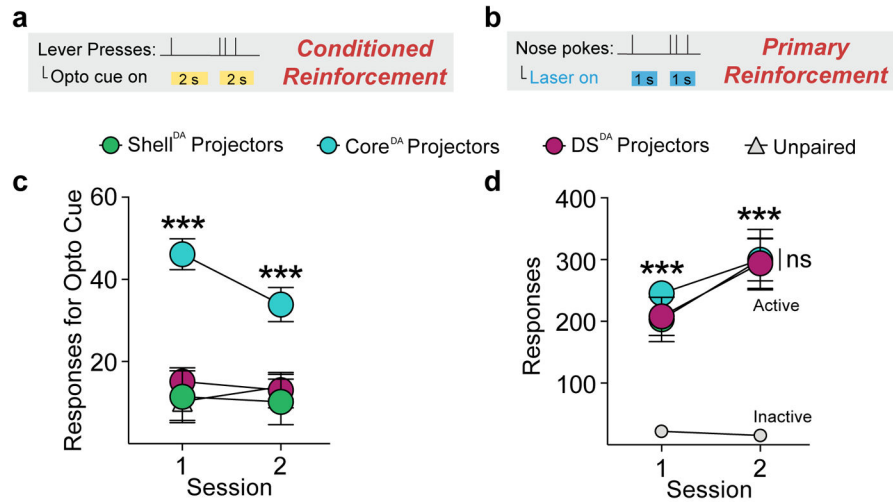 a
Lever Presses:
Opto cue on
2 s
2 s
Conditioned
Reinforcement
b
Nose pokes:
Laser on
1 s
1 s
Primary
Reinforcement
Shell^DA Projectors
Core^DA Projectors
DS^DA Projectors
Unpaired
c
Responses for Opto Cue
60
40
20
***
***
1
2
Session
d
Responses
400
300
200
100
***
***
ns
Active
Inactive
1
2
Session